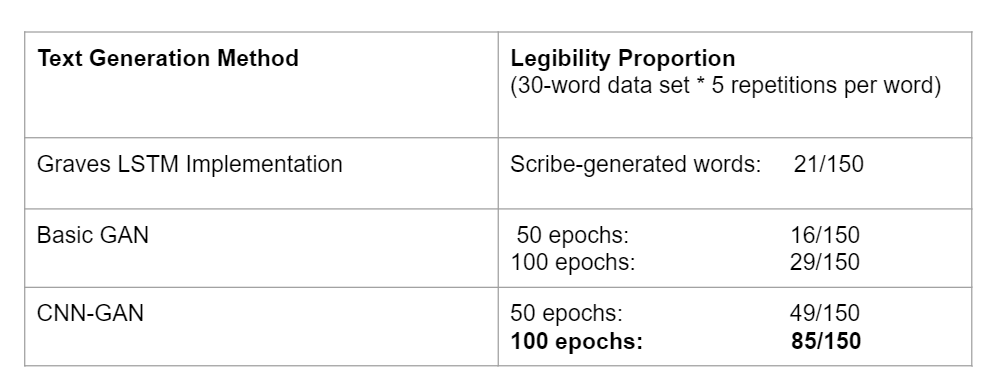 Text Generation Method
Legibility Proportion
(30-word data set * 5 repetitions per word)
Graves LSTM Implementation
Scribe-generated words: 21/150
Basic GAN
50 epochs: 16/150
100 epochs: 29/150
CNN-GAN
50 epochs: 49/150
100 epochs: 85/150